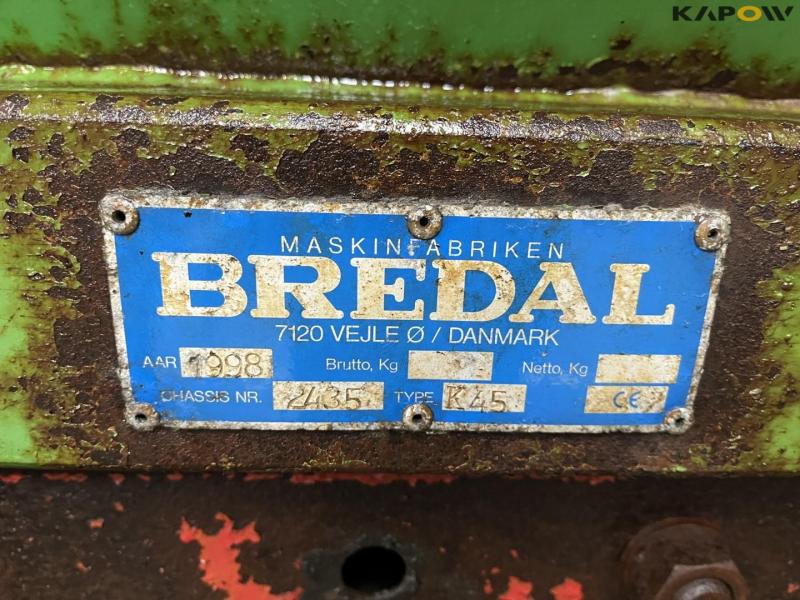 KAPOW
MASKINFABRIKEN
BREDAL
7120 VEJLE Ø / DANMARK
AAR 1998 Brutto, Kg Netto, Kg
CHASSIS NR. 2435 TYPE K45 CE